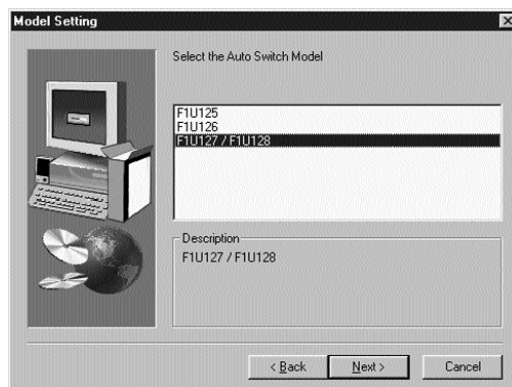 Model Setting
Select the Auto Switch Model
F1U125
F1U126
F1U127 / F1U128
Description
F1U127 / F1U128
< Back
Next >
Cancel